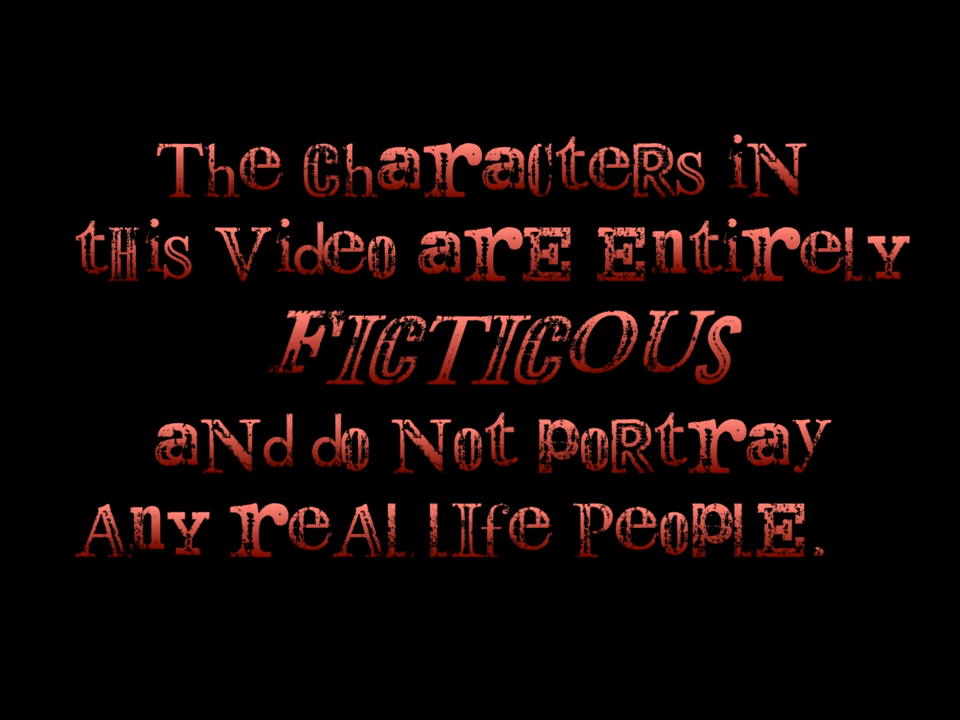 The CharaCteRs iN
tHis Video arE Entirely
FICTICOUS
aNd do Not PoRtray
Any reAl lIfe PeoplE.